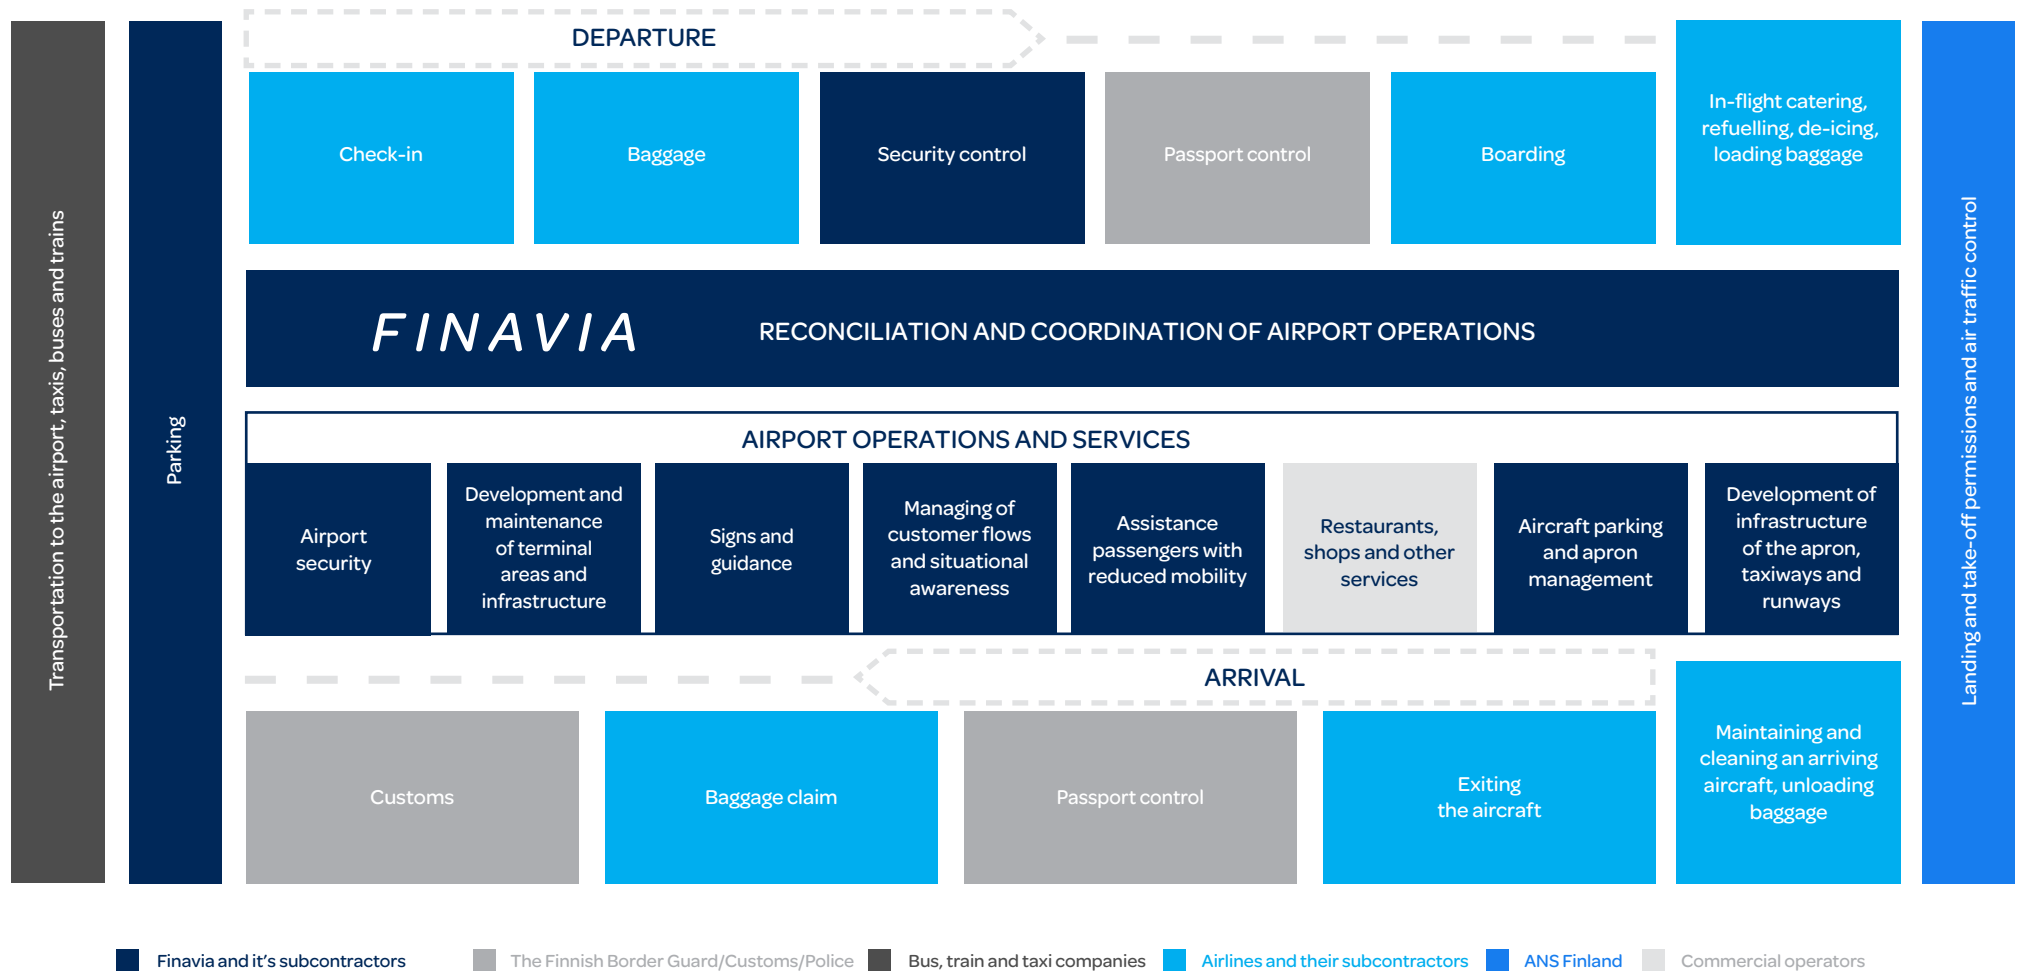 Transportation to the airport, taxis, buses and trains
Parking
DEPARTURE
Check-in
Baggage
Security control
Passport control
Boarding
In-flight catering,
refuelling, de-icing,
loading baggage
FINAVIA
RECONCILIATION AND COORDINATION OF AIRPORT OPERATIONS
AIRPORT OPERATIONS AND SERVICES
Airport
security
Development and
maintenance
of terminal
areas and
infrastructure
Signs and
guidance
Managing of
customer flows
and situational
awareness
Assistance
passengers with
reduced mobility
Restaurants,
shops and other
services
Aircraft parking
and apron
management
Development of
infrastructure
of the apron,
taxiways and
runways
ARRIVAL
Customs
Baggage claim
Passport control
Exiting
the aircraft
Maintaining and
cleaning an arriving
aircraft, unloading
baggage
Landing and take-off permissions and air traffic control
Finavia and it's subcontractors
The Finnish Border Guard/Customs/Police
Bus, train and taxi companies
Airlines and their subcontractors
ANS Finland
Commercial operators